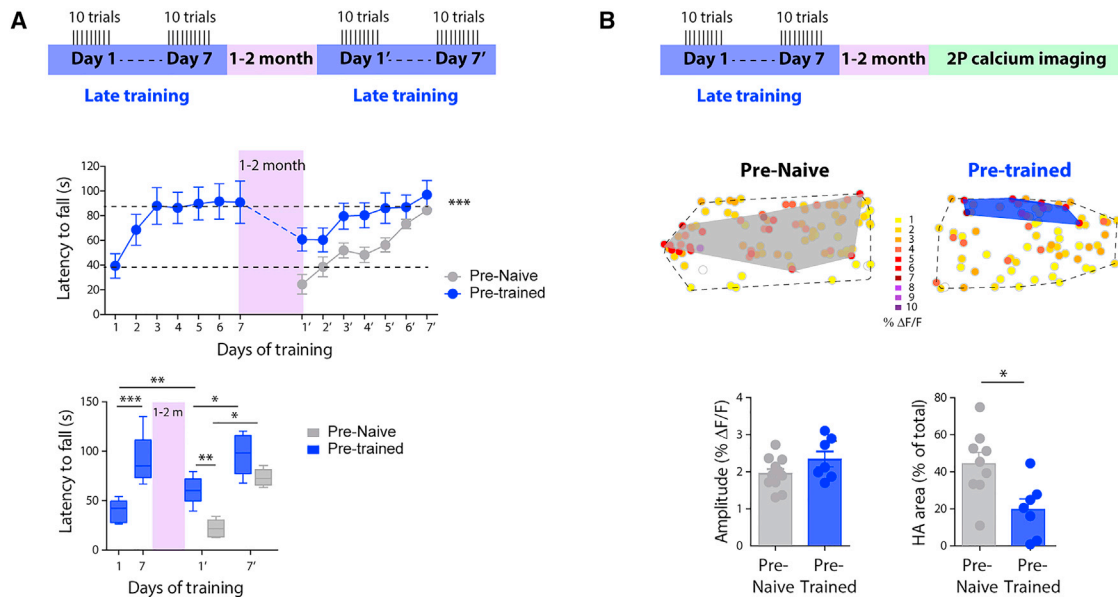 A
10 trials
10 trials
10 trials
10 trials
Day 1
Day 7
1-2 month
Day 1′
Day 7′
Late training
Late training
120
100
80
60
40
20
0
Latency to fall (s)
1-2 month
***
Pre-Naive
Pre-trained
1
2
3
4
5
6
7
1′
2′
3′
4′
5′
6′
7′
Days of training
150
100
50
0
Latency to fall (s)
**
***
1-2 m
*
*
**
Pre-Naive
Pre-trained
1
7
1′
7′
Days of training
B
10 trials
10 trials
Day 1
Day 7
1-2 month
2P calcium imaging
Late training
Pre-Naive
Pre-trained
1
2
3
4
5
6
7
8
9
10
% ΔF/F
4
3
2
1
0
Amplitude (% ΔF/F)
Pre-
Naive
Pre-
Trained
*
100
80
60
40
20
0
HA area (% of total)
Pre-
Naive
Pre-
Trained